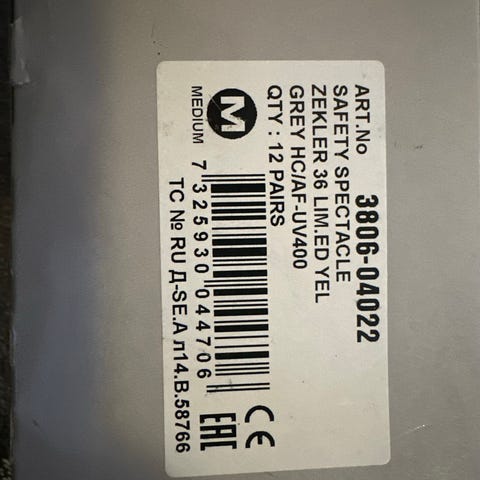 ART.No 3806-04022
SAFETY SPECTACLE
ZEKLER 36 LIM.ED YEL
GREY HC/AF-UV400
QTY : 12 PAIRS
M
MEDIUM
7 325930 044706
CE
EAC
TC № RU Д-SE.A л14.B.58766